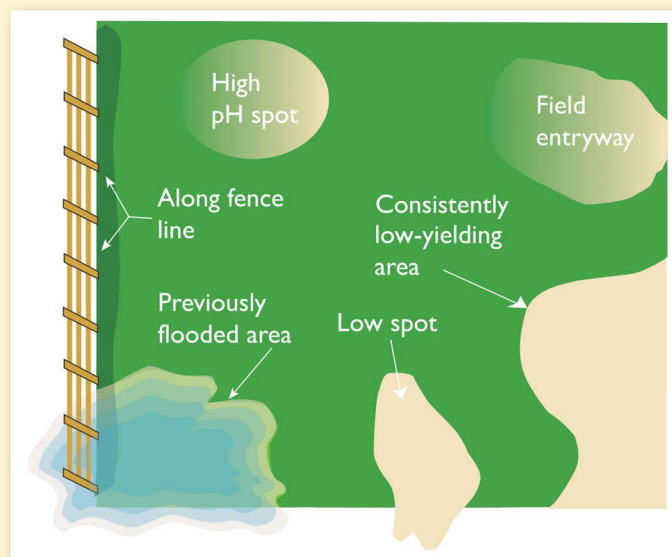 High
pH spot
Field
entryway
Along fence
line
Consistently
low-yielding
area
Previously
flooded area
Low spot